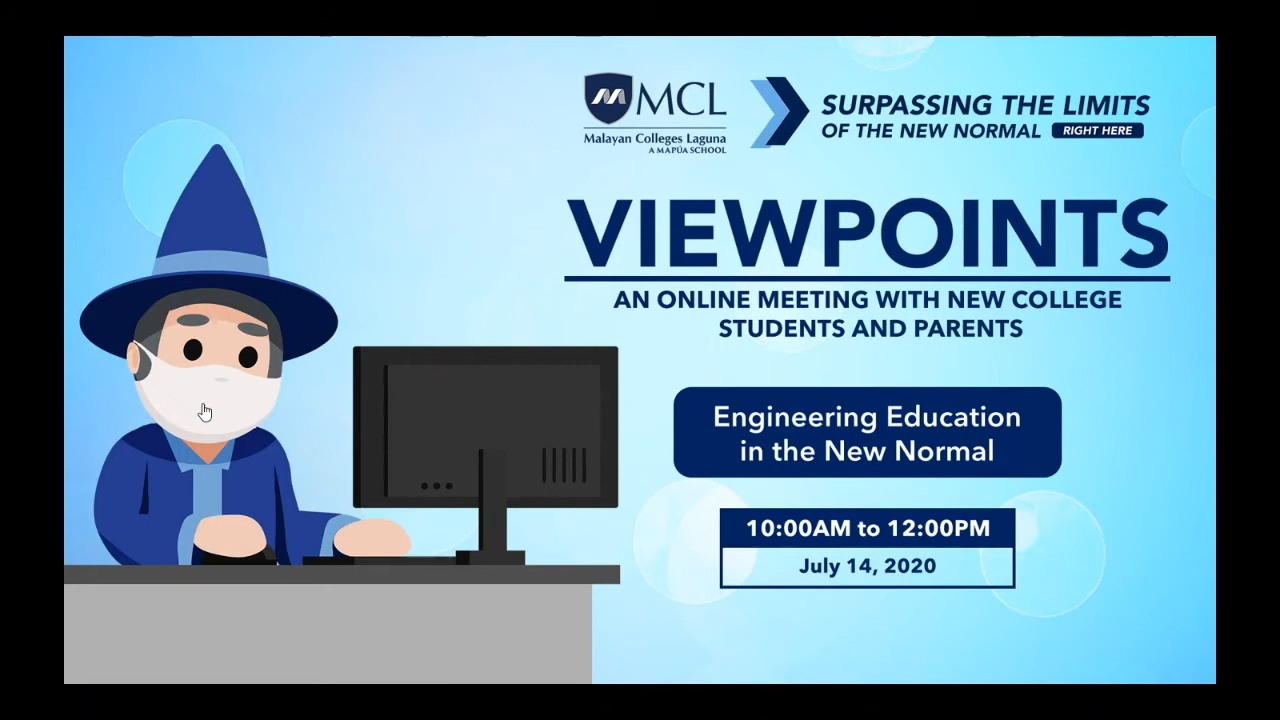 MCL
Malayan Colleges Laguna
A MAPÚA SCHOOL
SURPASSING THE LIMITS
OF THE NEW NORMAL RIGHT HERE
VIEWPOINTS
AN ONLINE MEETING WITH NEW COLLEGE
STUDENTS AND PARENTS
Engineering Education
in the New Normal
10:00AM to 12:00PM
July 14, 2020